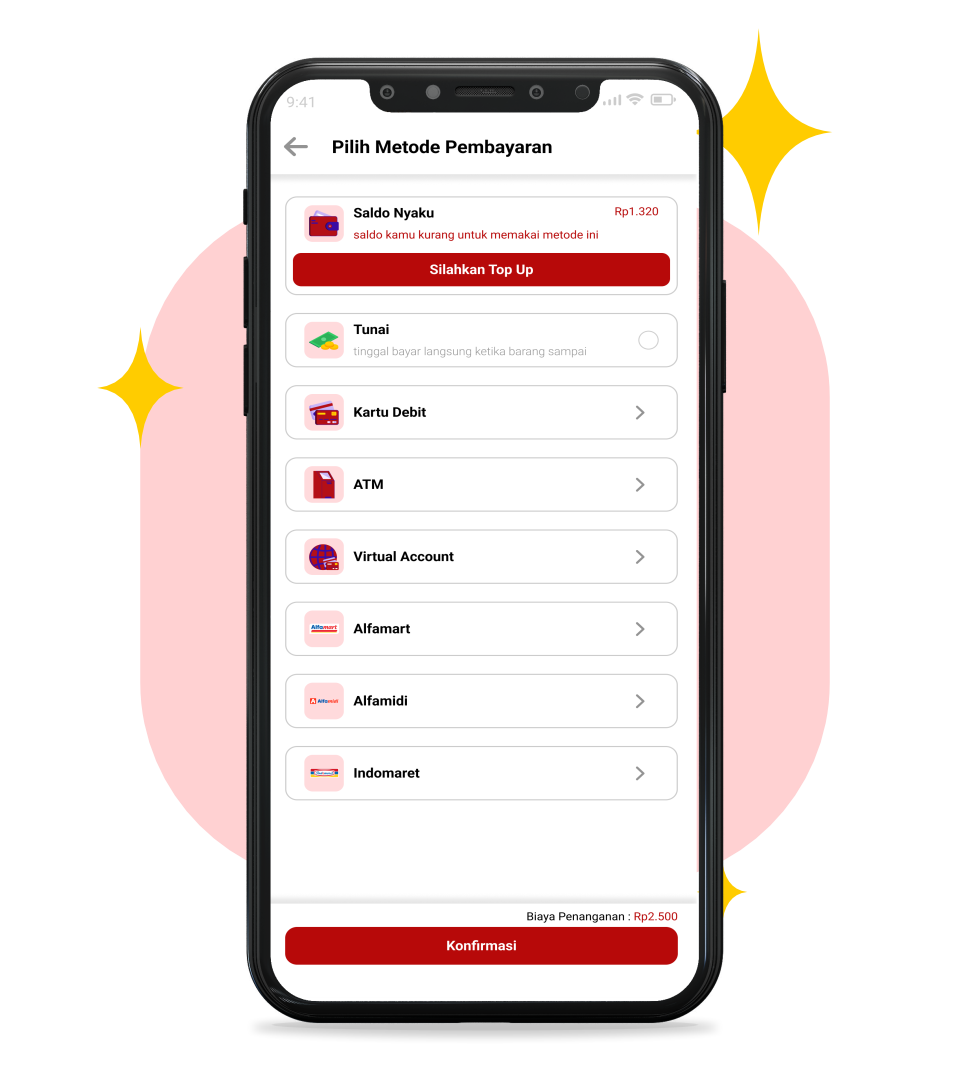 9:41
Pilih Metode Pembayaran
Saldo Nyaku
Rp1.320
saldo kamu kurang untuk memakai metode ini
Silahkan Top Up
Tunai
tinggal bayar langsung ketika barang sampai
Kartu Debit
ATM
Virtual Account
Alfamart
Alfamart
Alfamidi
Alfamidi
Indomaret
Biaya Penanganan : Rp2.500
Konfirmasi